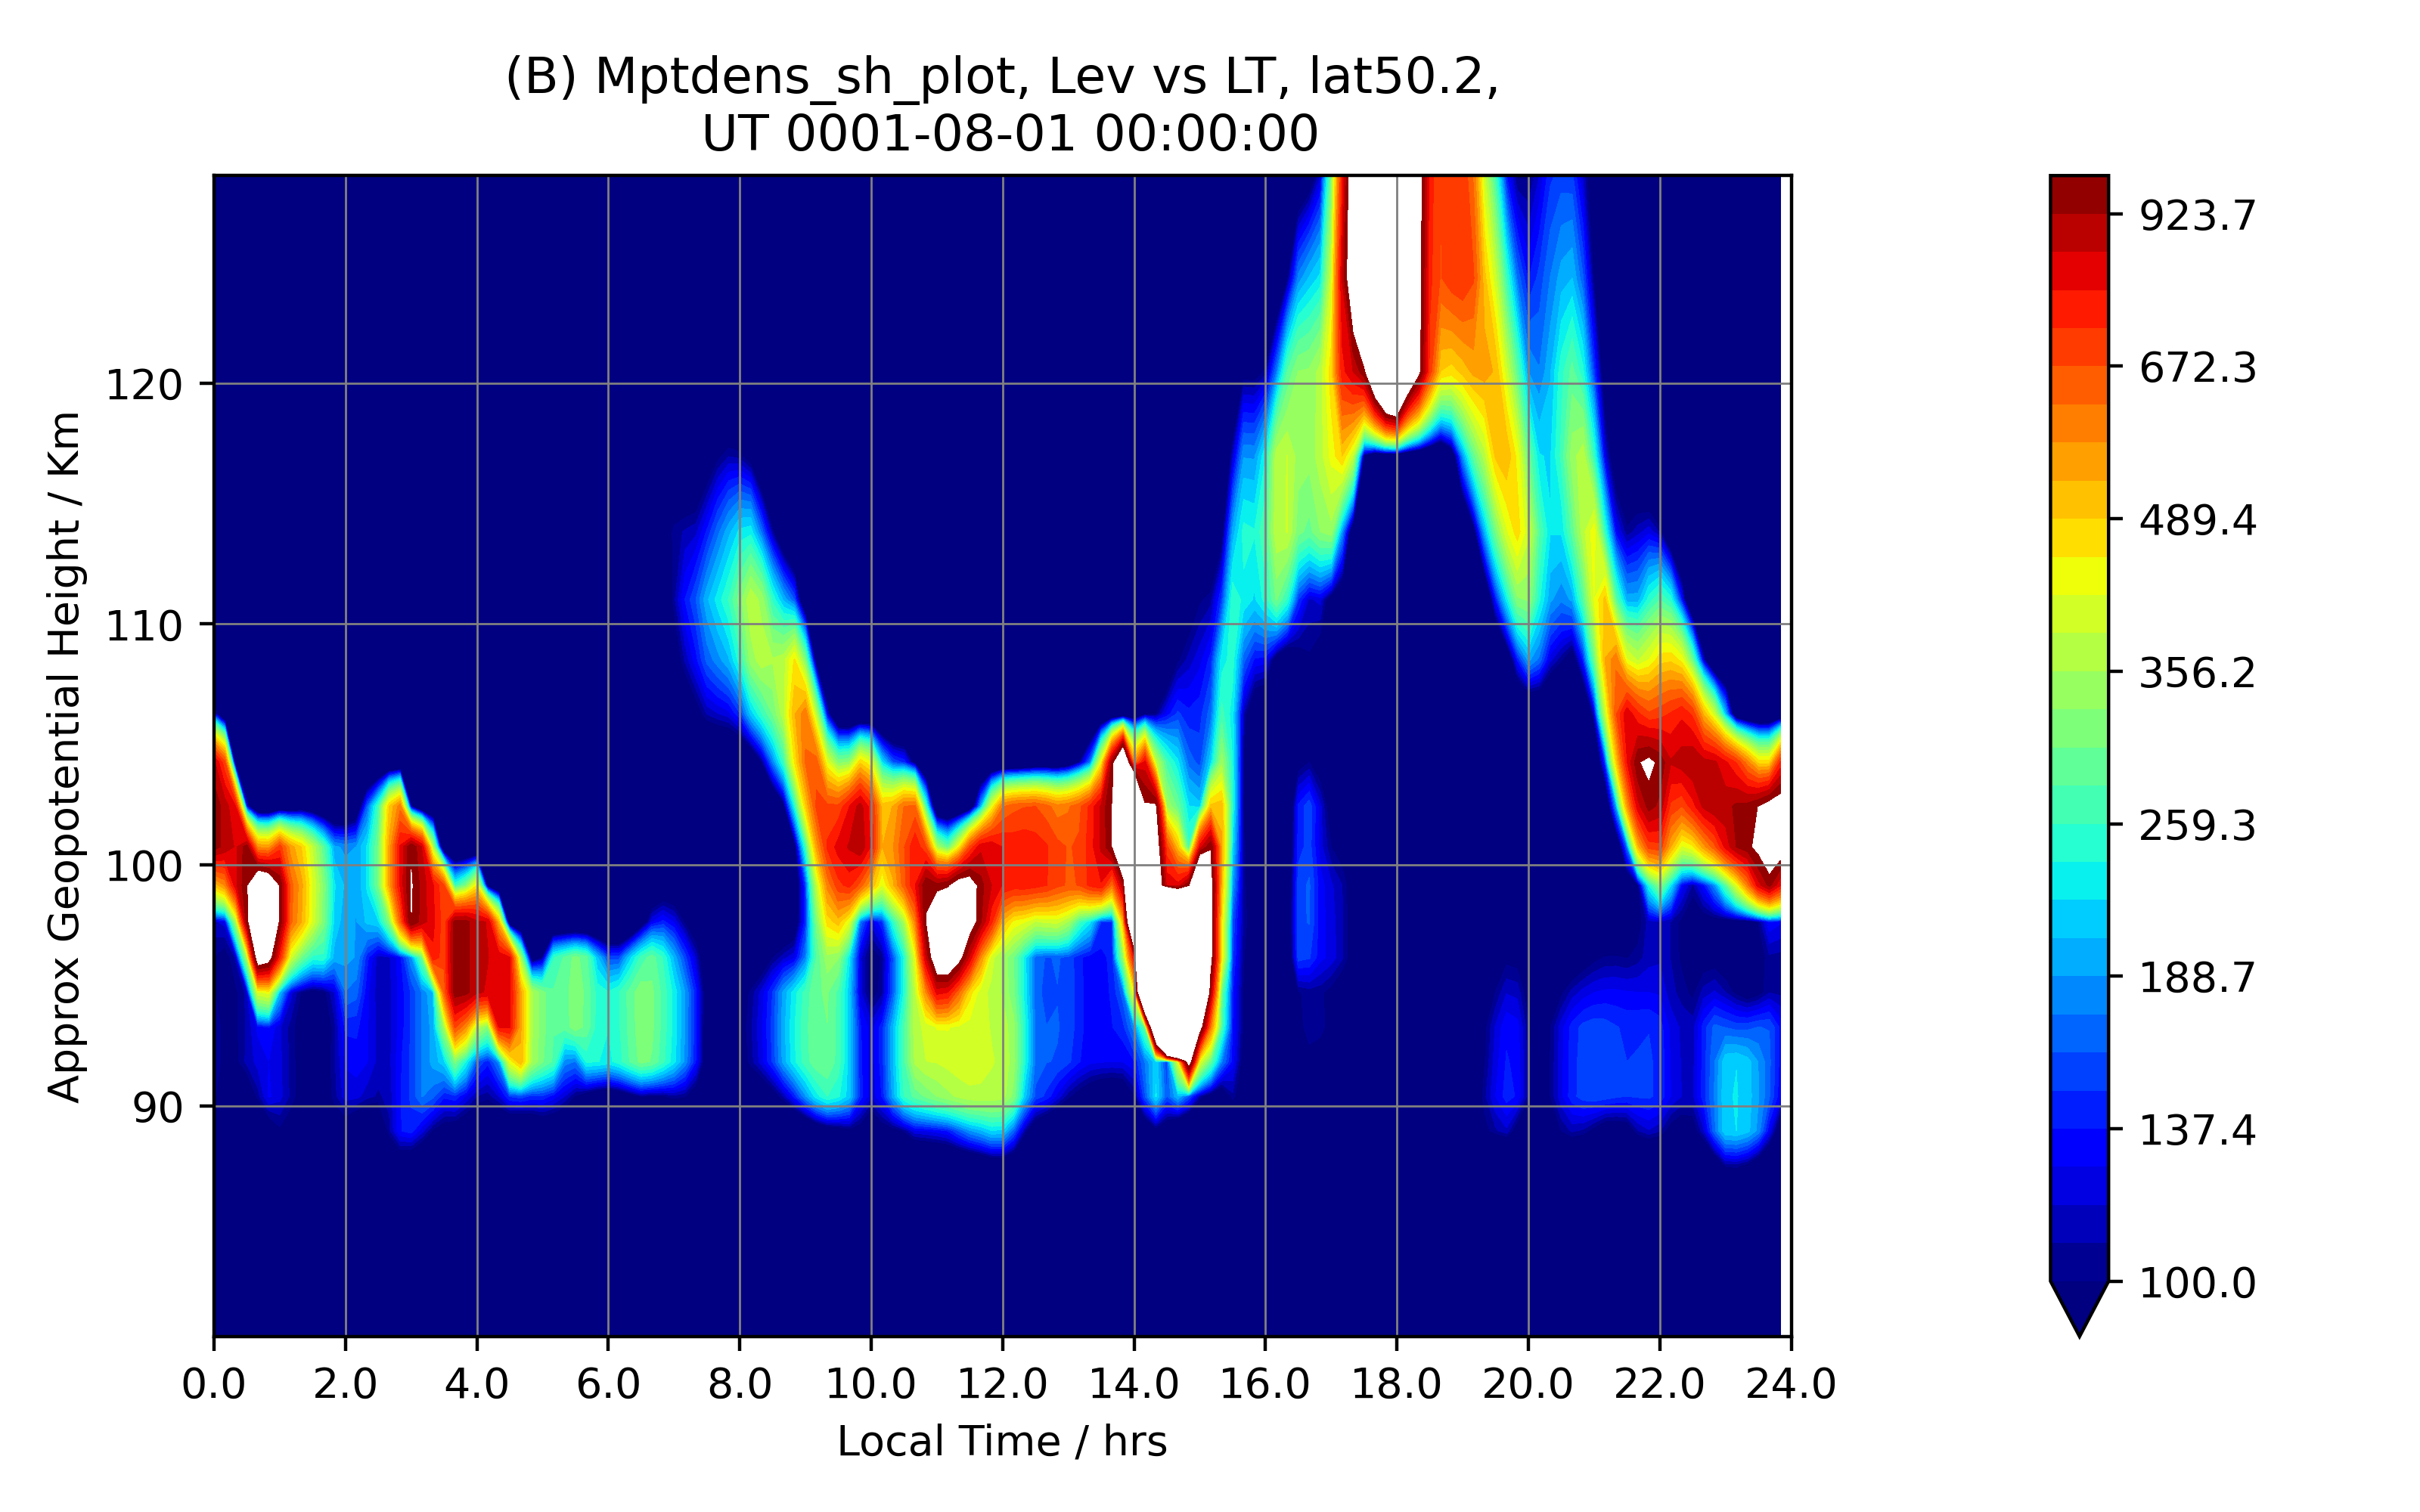 (B) Mptdens_sh_plot, Lev vs LT, lat50.2,
UT 0001-08-01 00:00:00
Approx Geopotential Height / Km
120
110
100
90
0.0 2.0 4.0 6.0 8.0 10.0 12.0 14.0 16.0 18.0 20.0 22.0 24.0
Local Time / hrs
923.7
672.3
489.4
356.2
259.3
188.7
137.4
100.0